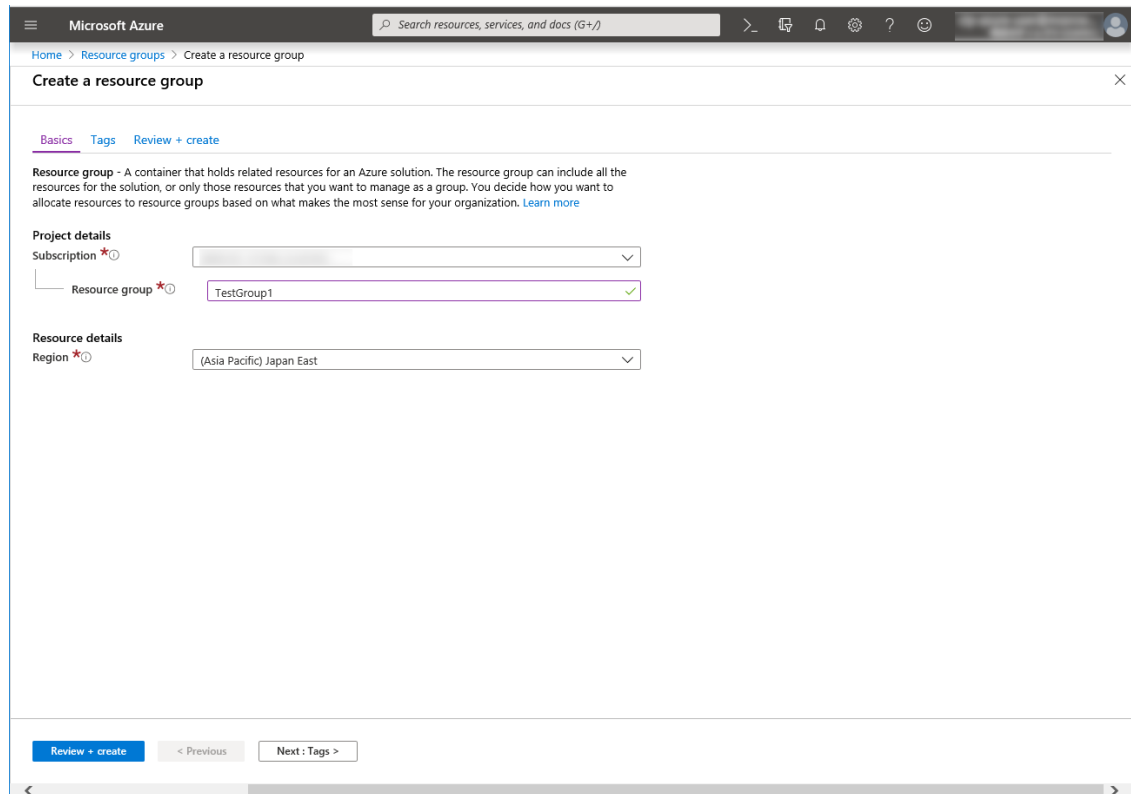 Microsoft Azure
Search resources, services, and docs (G+/)
Home > Resource groups > Create a resource group
Create a resource group
Basics Tags Review + create
Resource group - A container that holds related resources for an Azure solution. The resource group can include all the
resources for the solution, or only those resources that you want to manage as a group. You decide how you want to
allocate resources to resource groups based on what makes the most sense for your organization. Learn more
Project details
Subscription *
Resource group * TestGroup1
Resource details
Region * (Asia Pacific) Japan East
Review + create < Previous Next : Tags >